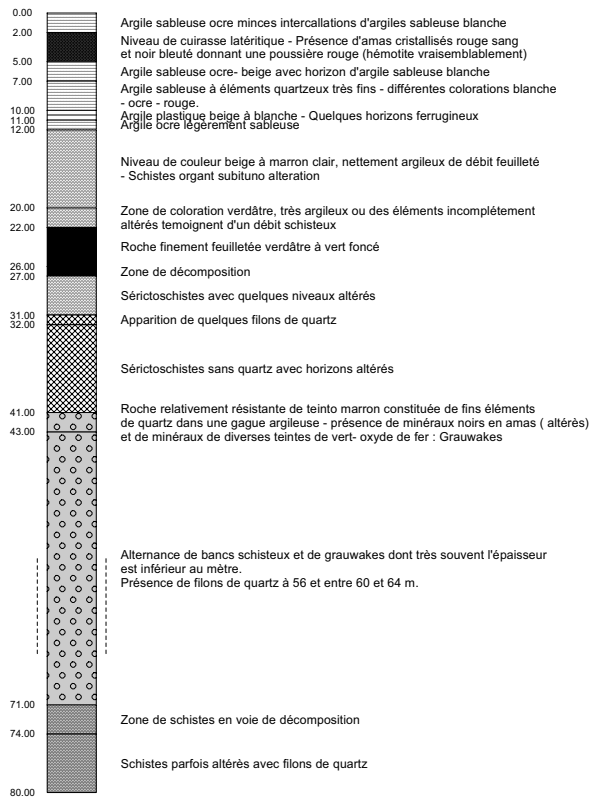 0.00
Argile sableuse ocre minces intercallations d'argiles sableuse blanche
2.00
Niveau de cuirasse latéritique - Présence d'amas cristallisés rouge sang
et noir bleuté donnant une poussière rouge (hémotite vraisemblablement)
5.00
Argile sableuse ocre- beige avec horizon d'argile sableuse blanche
7.00
Argile sableuse à éléments quartzeux très fins - différentes colorations blanche
- ocre - rouge.
10.00
Argile plastique beige à blanche - Quelques horizons ferrugineux
11.00
Argile ocre légèrement sableuse
12.00
Niveau de couleur beige à marron clair, nettement argileux de débit feuilleté
- Schistes organt subituno alteration
20.00
Zone de coloration verdâtre, très argileux ou des éléments incomplétement
altérés temoignent d'un débit schisteux
22.00
Roche finement feuilletée verdâtre à vert foncé
26.00
Zone de décomposition
27.00
Sérictoschistes avec quelques niveaux altérés
31.00
Apparition de quelques filons de quartz
32.00
Sérictoschistes sans quartz avec horizons altérés
41.00
Roche relativement résistante de teinto marron constituée de fins éléments
de quartz dans une gague argileuse - présence de minéraux noirs en amas ( altérès)
43.00
et de minéraux de diverses teintes de vert- oxyde de fer : Grauwakes
Alternance de bancs schisteux et de grauwakes dont très souvent l'épaisseur
est inférieur au mètre.
Présence de filons de quartz à 56 et entre 60 et 64 m.
71.00
Zone de schistes en voie de décomposition
74.00
Schistes parfois altérès avec filons de quartz
80.00